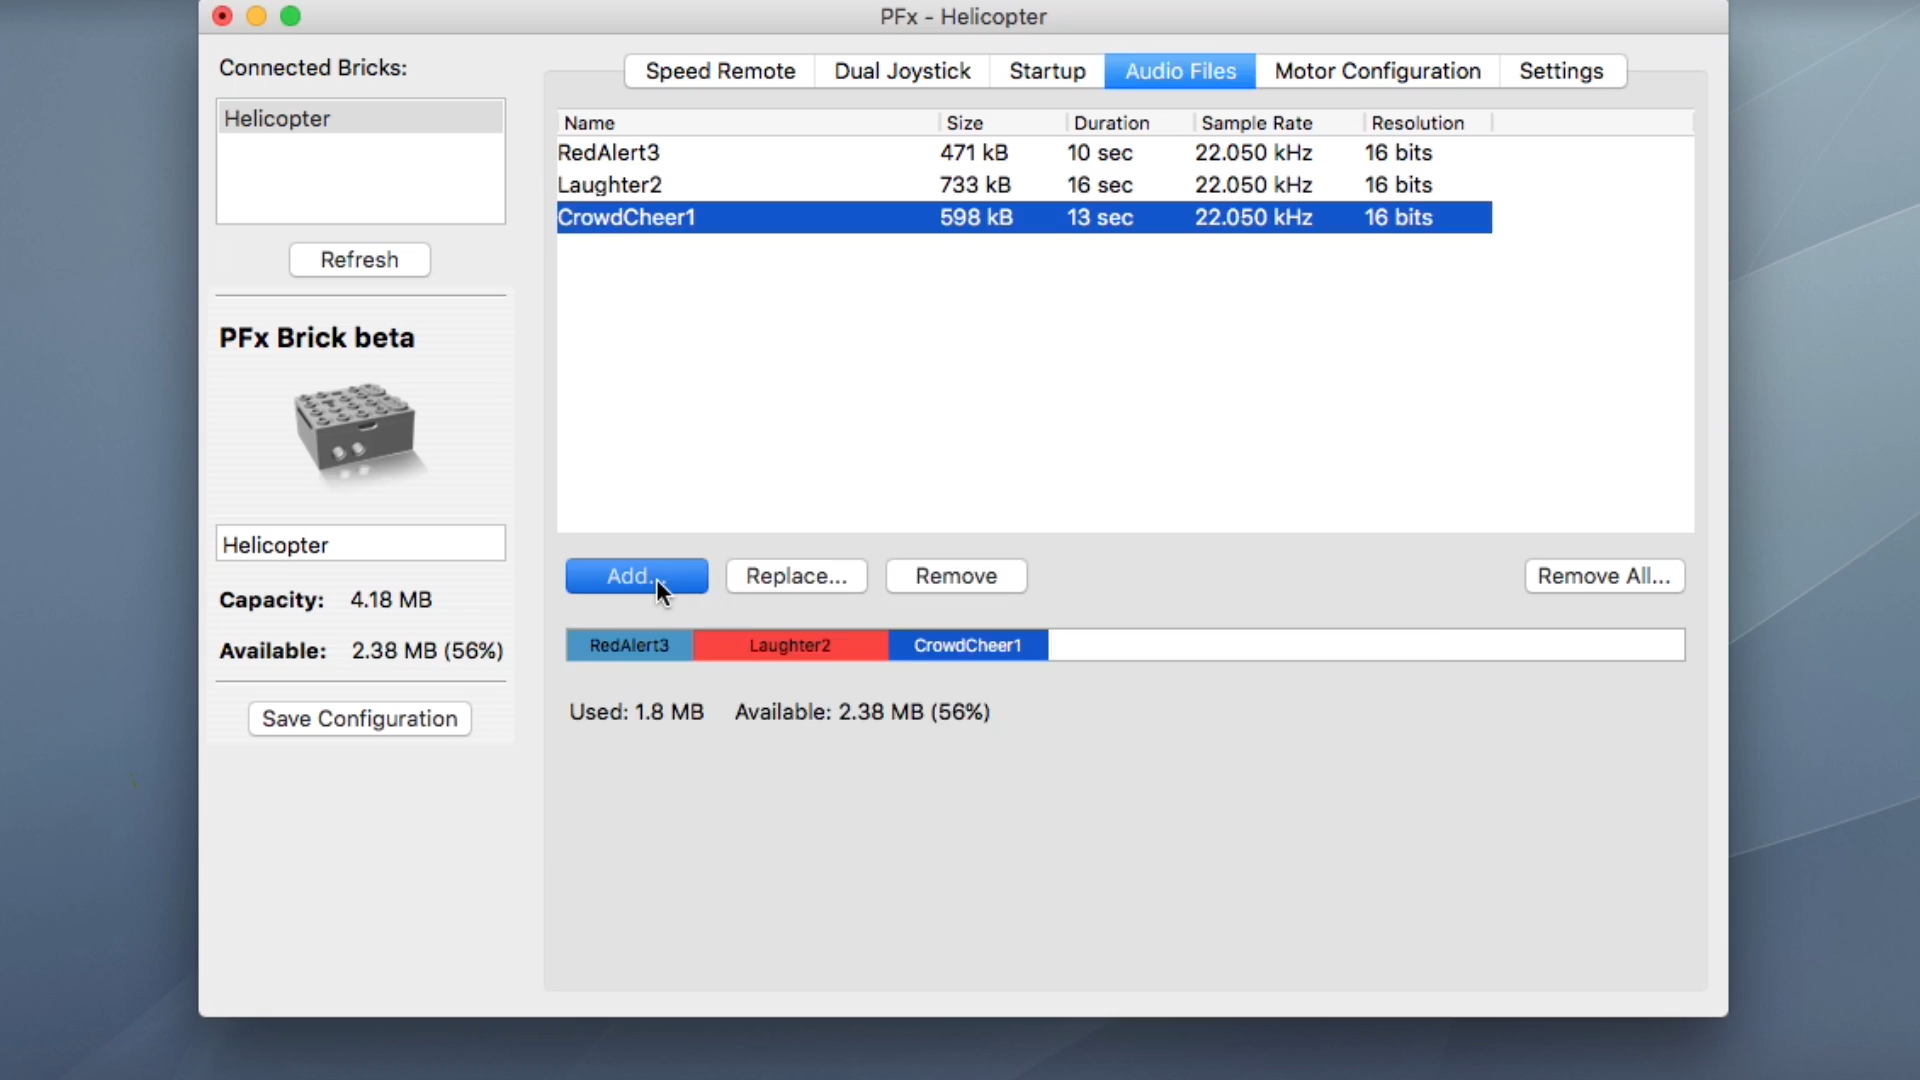 PFx - Helicopter
Connected Bricks:
Helicopter
Refresh
PFx Brick beta
Helicopter
Capacity: 4.18 MB
Available: 2.38 MB (56%)
Save Configuration
Speed Remote Dual Joystick Startup Audio Files Motor Configuration Settings
Name Size Duration Sample Rate Resolution
RedAlert3 471 kB 10 sec 22.050 kHz 16 bits
Laughter2 733 kB 16 sec 22.050 kHz 16 bits
CrowdCheer1 598 kB 13 sec 22.050 kHz 16 bits
Add... Replace... Remove Remove All...
RedAlert3 Laughter2 CrowdCheer1
Used: 1.8 MB Available: 2.38 MB (56%)